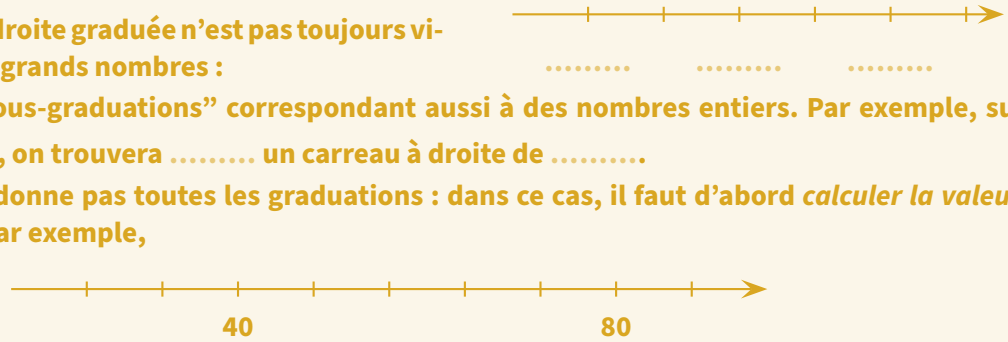 droite graduée n’est pas toujours vi-
grands nombres :
......... ......... .........
ous-graduations” correspondant aussi à des nombres entiers. Par exemple, su
, on trouvera ......... un carreau à droite de ..........
donne pas toutes les graduations : dans ce cas, il faut d’abord calculer la valeu
ar exemple,
40 80